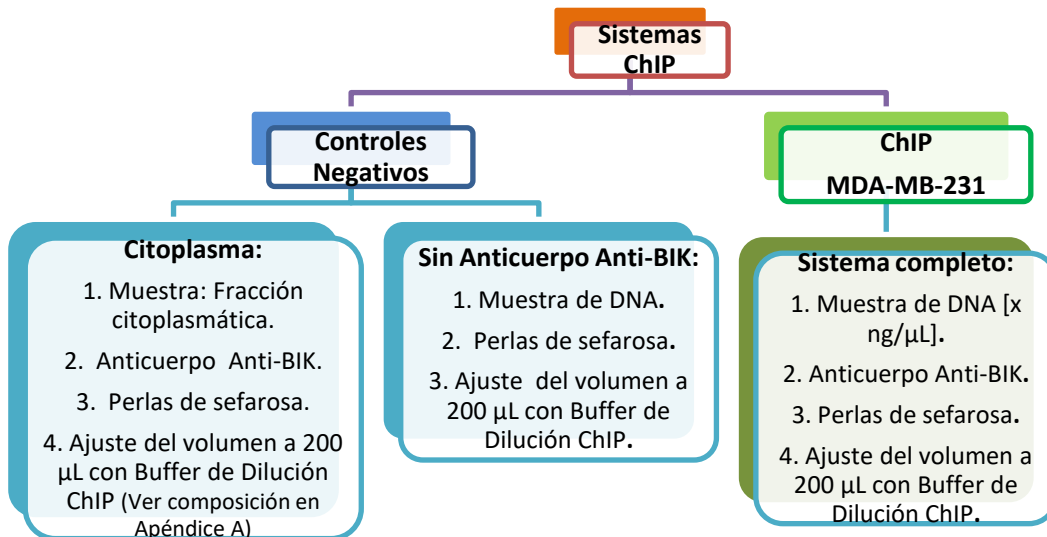 Sistemas
ChIP
Controles
Negativos
ChIP
MDA-MB-231
Citoplasma:
1. Muestra: Fracción
citoplasmática.
2. Anticuerpo Anti-BIK.
3. Perlas de sefarosa.
4. Ajuste del volumen a 200
µL con Buffer de Dilución
ChIP (Ver composición en
Apéndice A)
Sin Anticuerpo Anti-BIK:
1. Muestra de DNA.
2. Perlas de sefarosa.
3. Ajuste del volumen a
200 µL con Buffer de
Dilución ChIP.
Sistema completo:
1. Muestra de DNA [x
ng/µL].
2. Anticuerpo Anti-BIK.
3. Perlas de sefarosa.
4. Ajuste del volumen a
200 µL con Buffer de
Dilución ChIP.